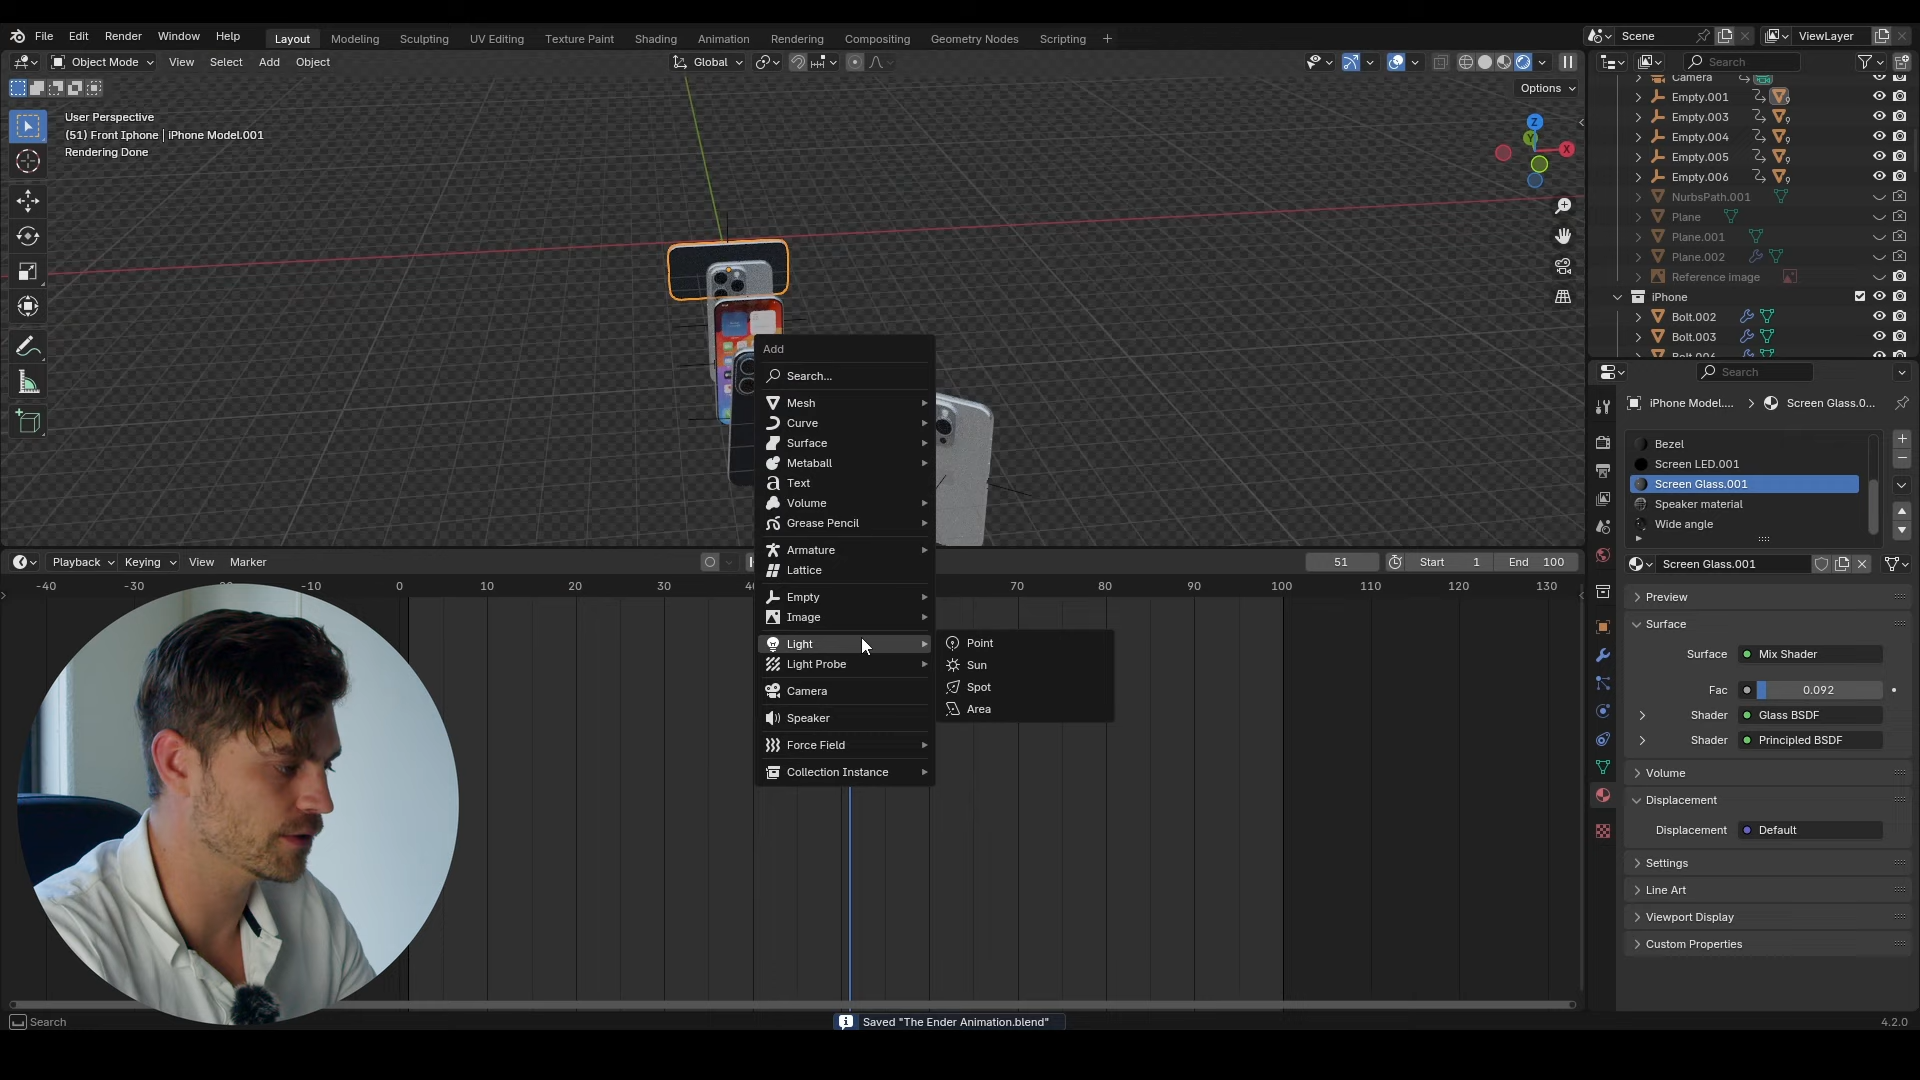 File Edit Render Window Help Layout Modeling Sculpting UV Editing Texture Paint Shading Animation Rendering Compositing Geometry Nodes Scripting + Scene ViewLayer
Object Mode View Select Add Object Global Search
Options
User Perspective
(51) Front Iphone | iPhone Model.001
Rendering Done
Z
Y
X
Camera
Empty.001
Empty.003
Empty.004
Empty.005
Empty.006
NurbsPath.001
Plane
Plane.001
Plane.002
Reference image
iPhone
Bolt.002
Bolt.003
Bolt.006
Add
Search...
Mesh
Curve
Surface
Metaball
Text
Volume
Grease Pencil
Armature
Lattice
Empty
Image
Light
Light Probe
Camera
Speaker
Force Field
Collection Instance
Point
Sun
Spot
Area
Playback Keying View Marker 51 Start 1 End 100
-40 -30 -10 0 10 20 30 70 80 90 100 110 120 130
Search
iPhone Model.... > Screen Glass.0...
Bezel
Screen LED.001
Screen Glass.001
Speaker material
Wide angle
Screen Glass.001
Preview
Surface
Surface Mix Shader
Fac 0.092
Shader Glass BSDF
Shader Principled BSDF
Volume
Displacement
Displacement Default
Settings
Line Art
Viewport Display
Custom Properties
Search Saved "The Ender Animation.blend" 4.2.0